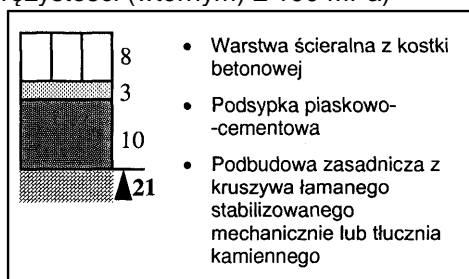 8
3
10
21
• Warstwa ścieralna z kostki
betonowej
• Podsypka piaskowo-
-cementowa
• Podbudowa zasadnicza z
kruszywa łamanego
stabilizowanego
mechanicznie lub tłucznia
kamiennego